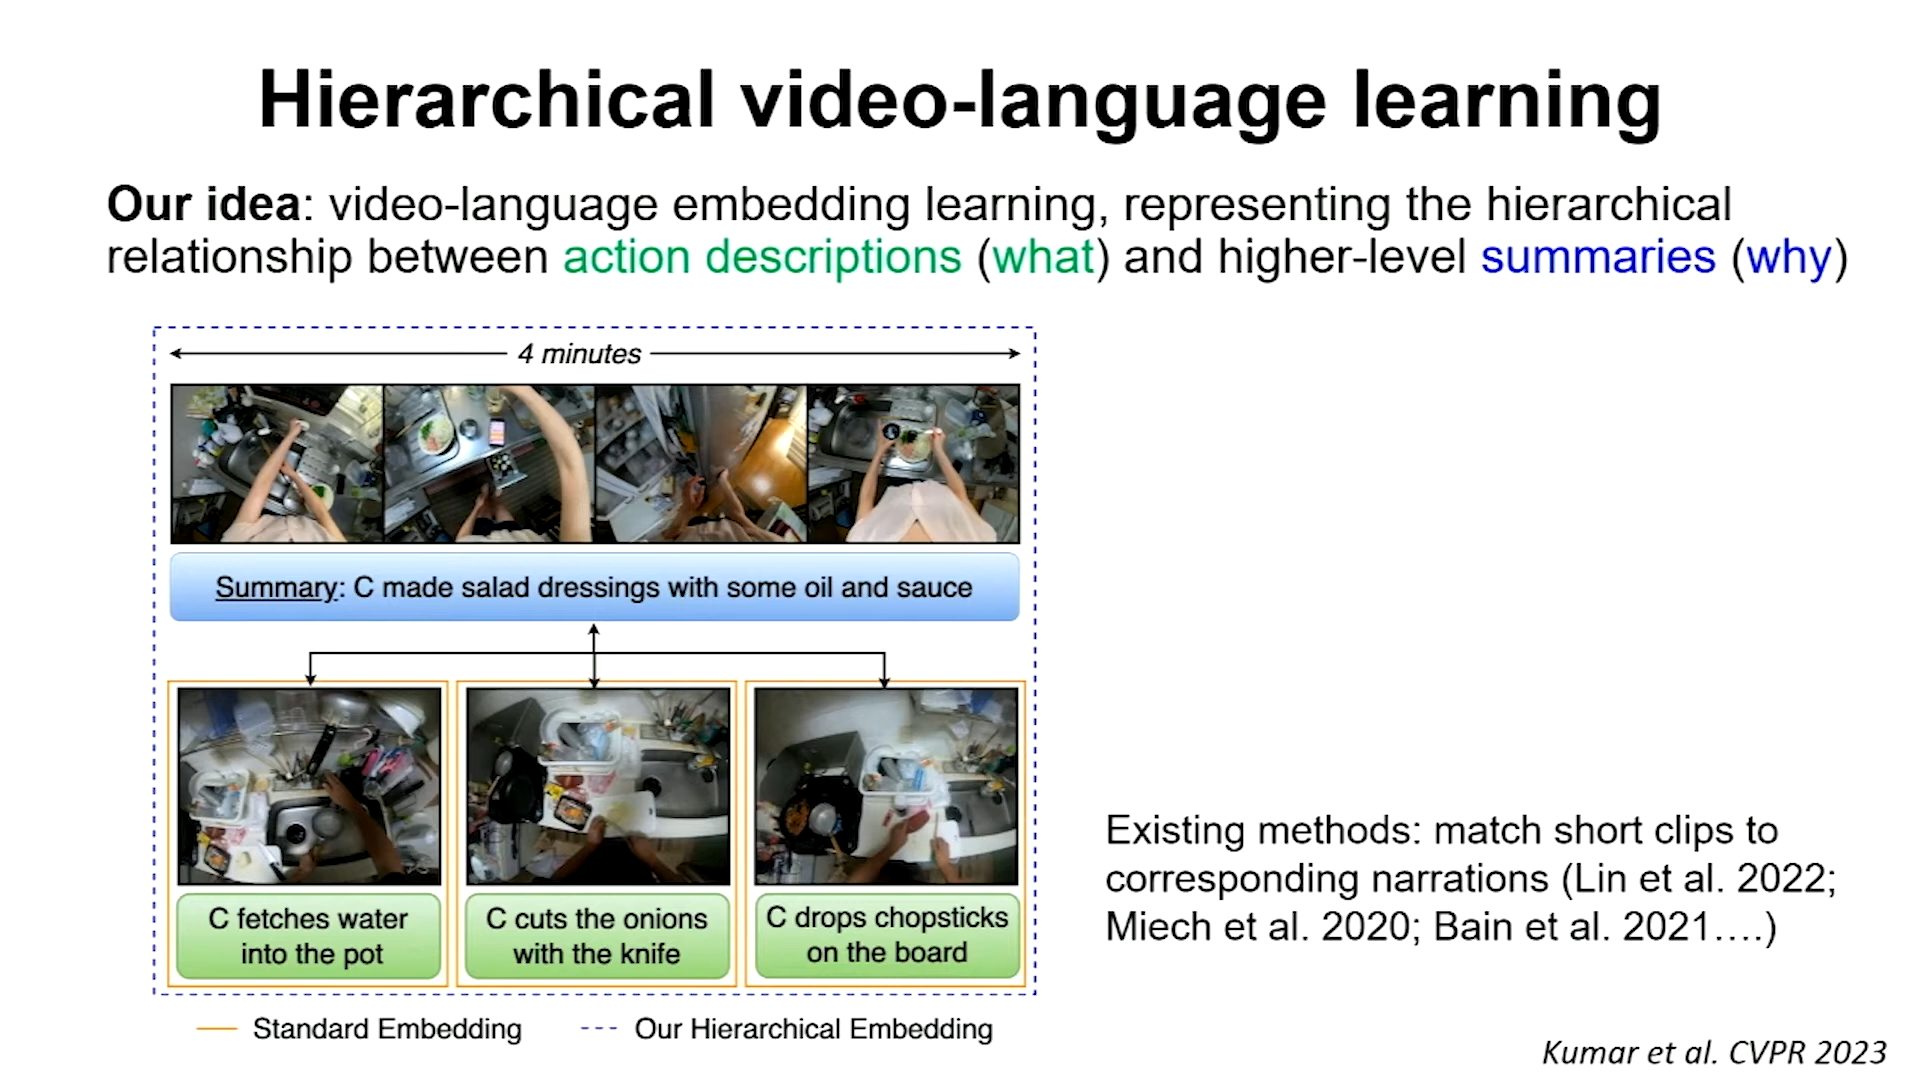 Hierarchical video-language learning
Our idea: video-language embedding learning, representing the hierarchical
relationship between action descriptions (what) and higher-level summaries (why)
4 minutes
Summary: C made salad dressings with some oil and sauce
C fetches water
into the pot
C cuts the onions
with the knife
C drops chopsticks
on the board
Standard Embedding
Our Hierarchical Embedding
Existing methods: match short clips to
corresponding narrations (Lin et al. 2022;
Miech et al. 2020; Bain et al. 2021….)
Kumar et al. CVPR 2023